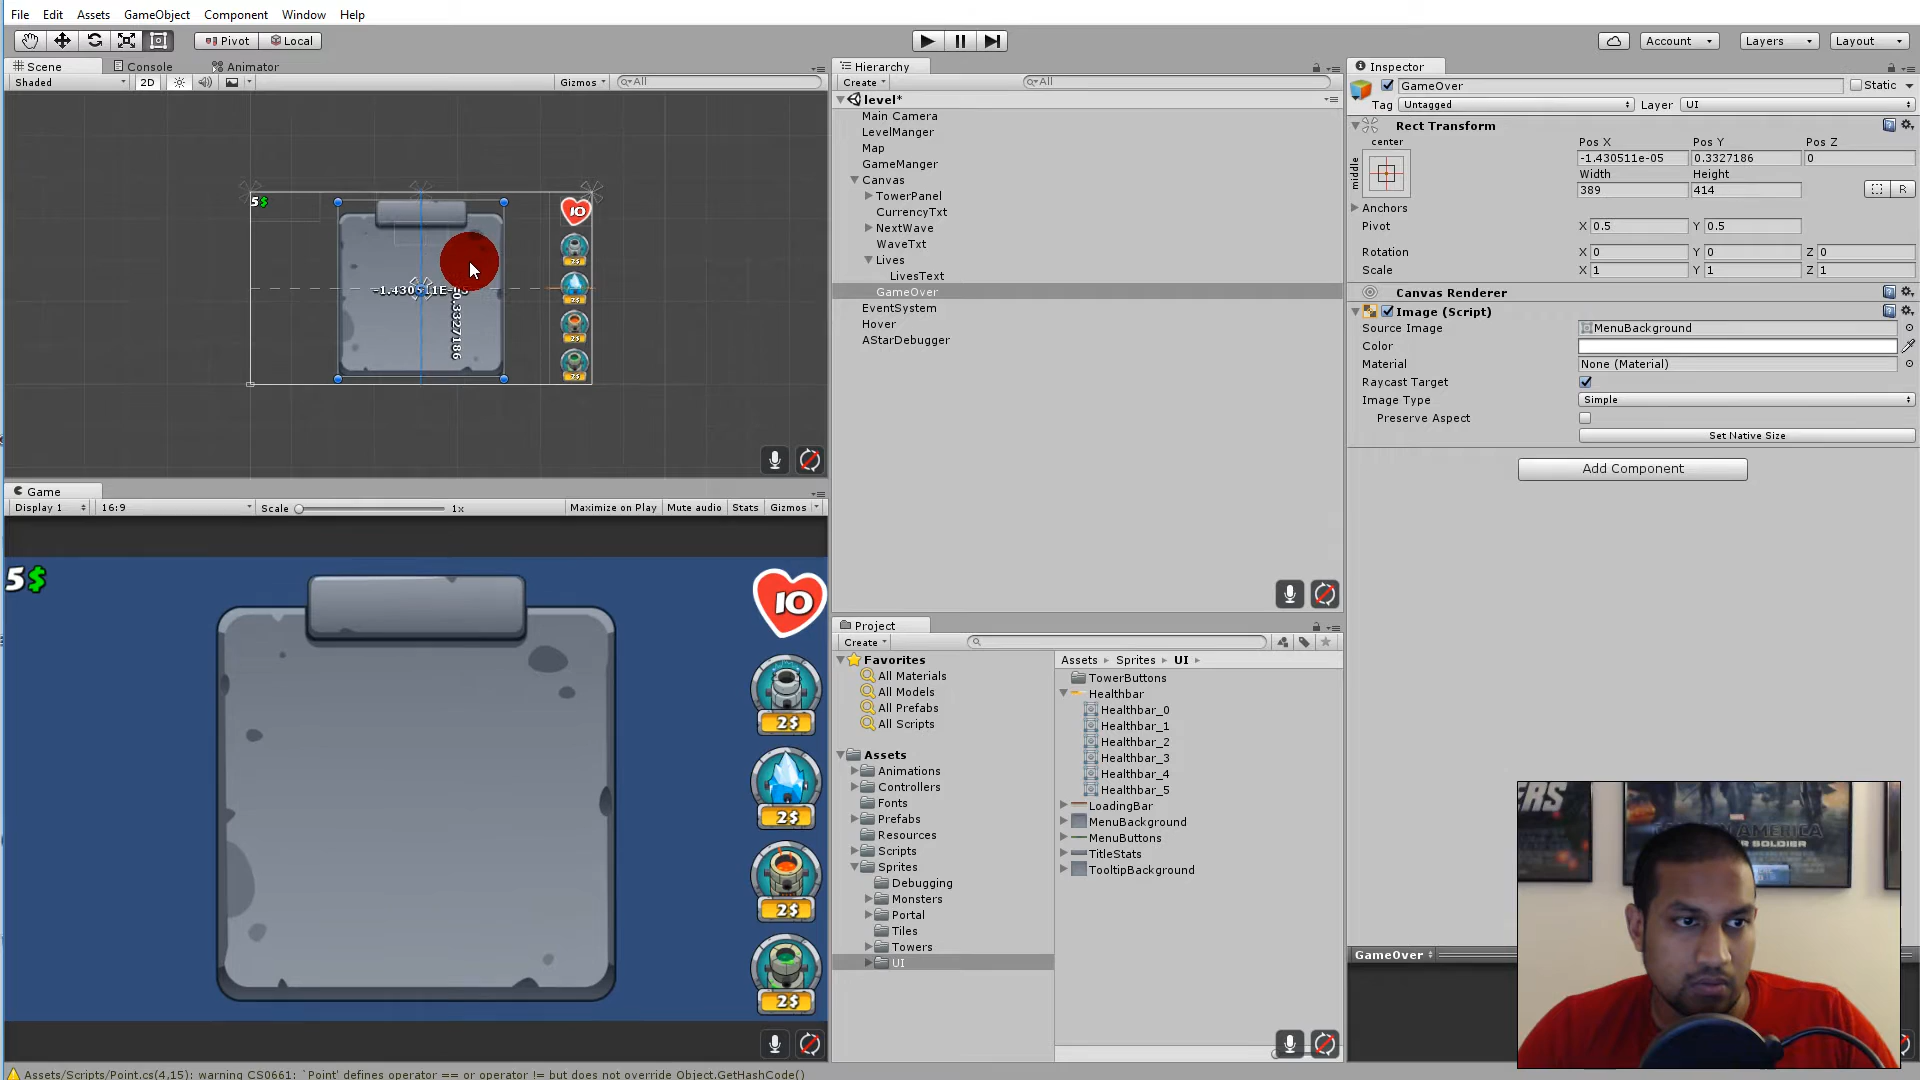 File Edit Assets GameObject Component Window Help
Pivot Local Account Layers Layout
Scene Console Animator
Shaded 2D Gizmos All
5$
10
2$
2$
2$
2$
Game
Display 1 16:9 Scale 1x Maximize on Play Mute audio Stats Gizmos
5$
10
2$
2$
2$
2$
Hierarchy
Create All
level*
Main Camera
LevelManger
Map
GameManger
Canvas
TowerPanel
CurrencyTxt
NextWave
WaveTxt
Lives
LivesText
GameOver
EventSystem
Hover
AStarDebugger
Project
Create
Favorites
All Materials
All Models
All Prefabs
All Scripts
Assets
Animations
Controllers
Fonts
Prefabs
Resources
Scripts
Sprites
Debugging
Monsters
Portal
Tiles
Towers
UI
Assets Sprites UI
TowerButtons
Healthbar
Healthbar_0
Healthbar_1
Healthbar_2
Healthbar_3
Healthbar_4
Healthbar_5
LoadingBar
MenuBackground
MenuButtons
TitleStats
TooltipBackground
Inspector
GameOver Static
Tag Untagged Layer UI
Rect Transform
center
middle
Pos X Pos Y Pos Z
-1.430511e-05 0.3327186 0
Width Height
389 414 R
Anchors
Pivot X 0.5 Y 0.5
Rotation X 0 Y 0 Z 0
Scale X 1 Y 1 Z 1
Canvas Renderer
Image (Script)
Source Image MenuBackground
Color
Material None (Material)
Raycast Target
Image Type Simple
Preserve Aspect
Set Native Size
Add Component
GameOver
0.3327186
Assets/Scripts/Point.cs(4,15): warning CS0661: `Point' defines operator == or operator != but does not override Object.GetHashCode()